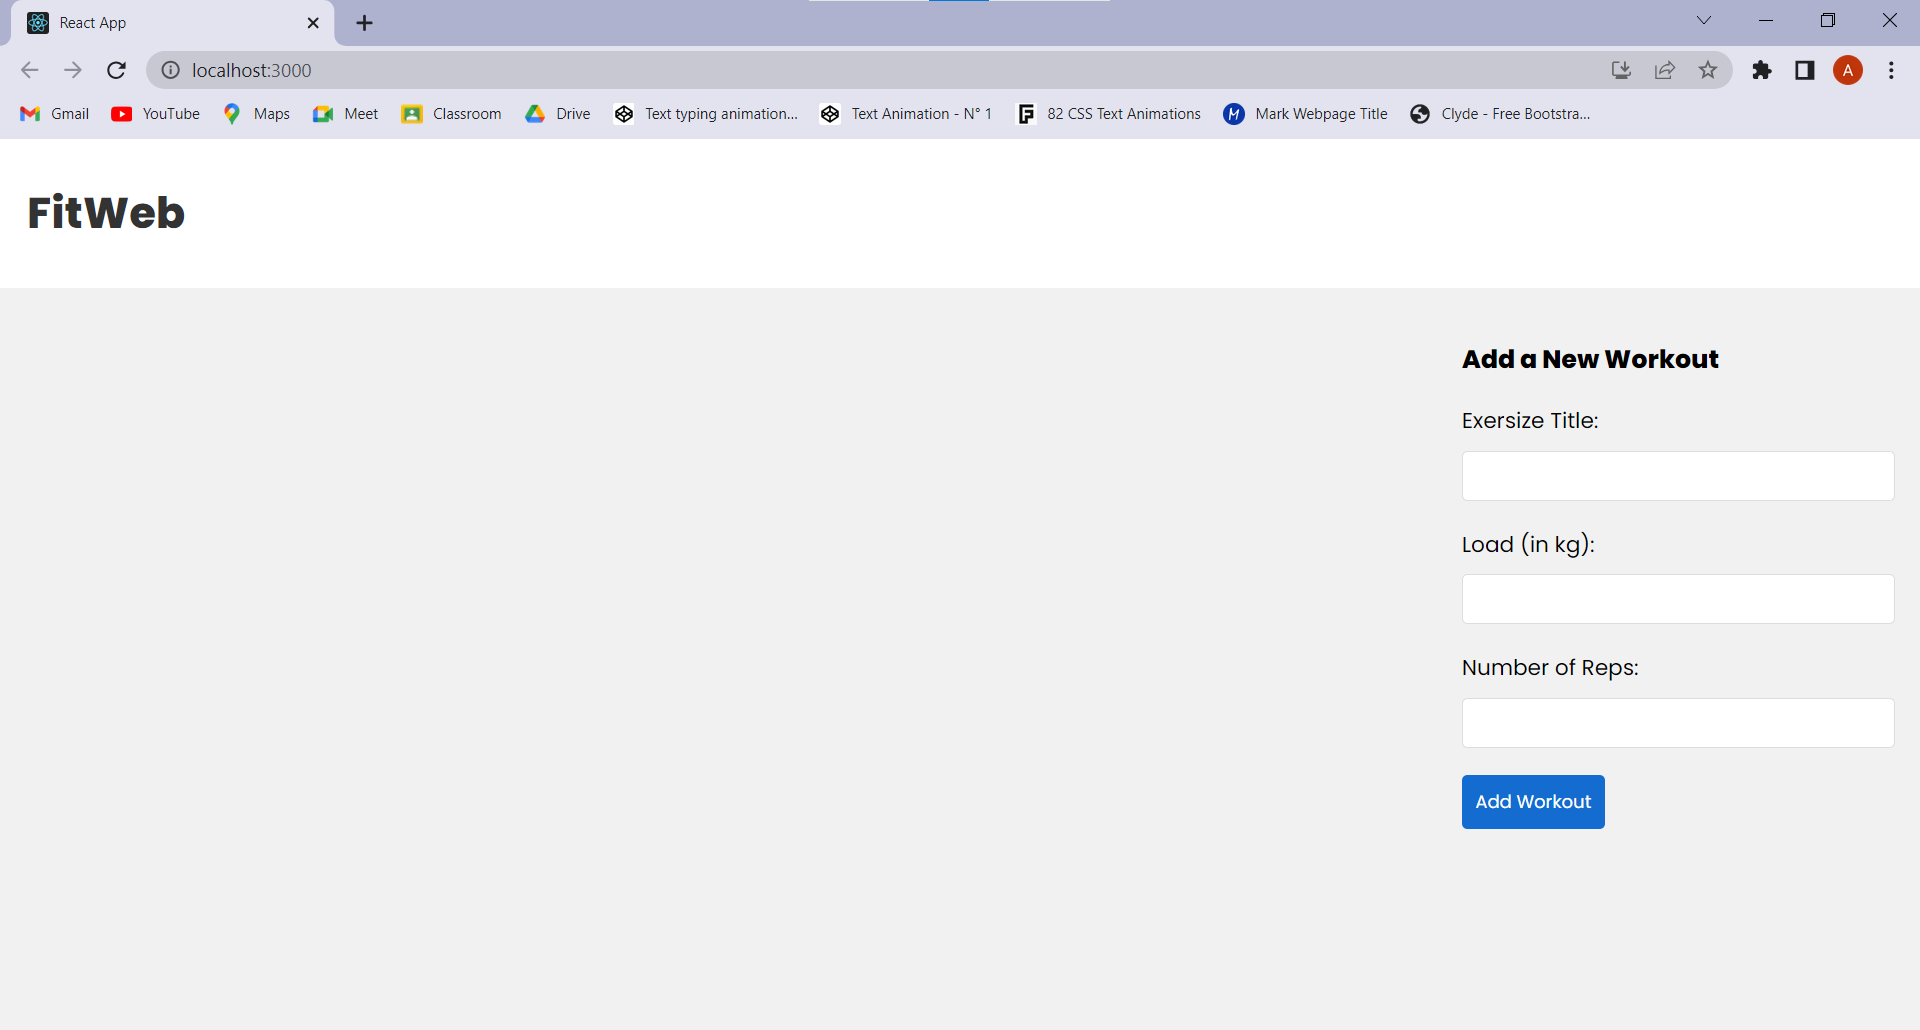 React App
localhost:3000
A
Gmail YouTube Maps Meet Classroom Drive Text typing animation... Text Animation - N° 1 82 CSS Text Animations Mark Webpage Title Clyde - Free Bootstra...
FitWeb
Add a New Workout
Exersize Title:
Load (in kg):
Number of Reps:
Add Workout